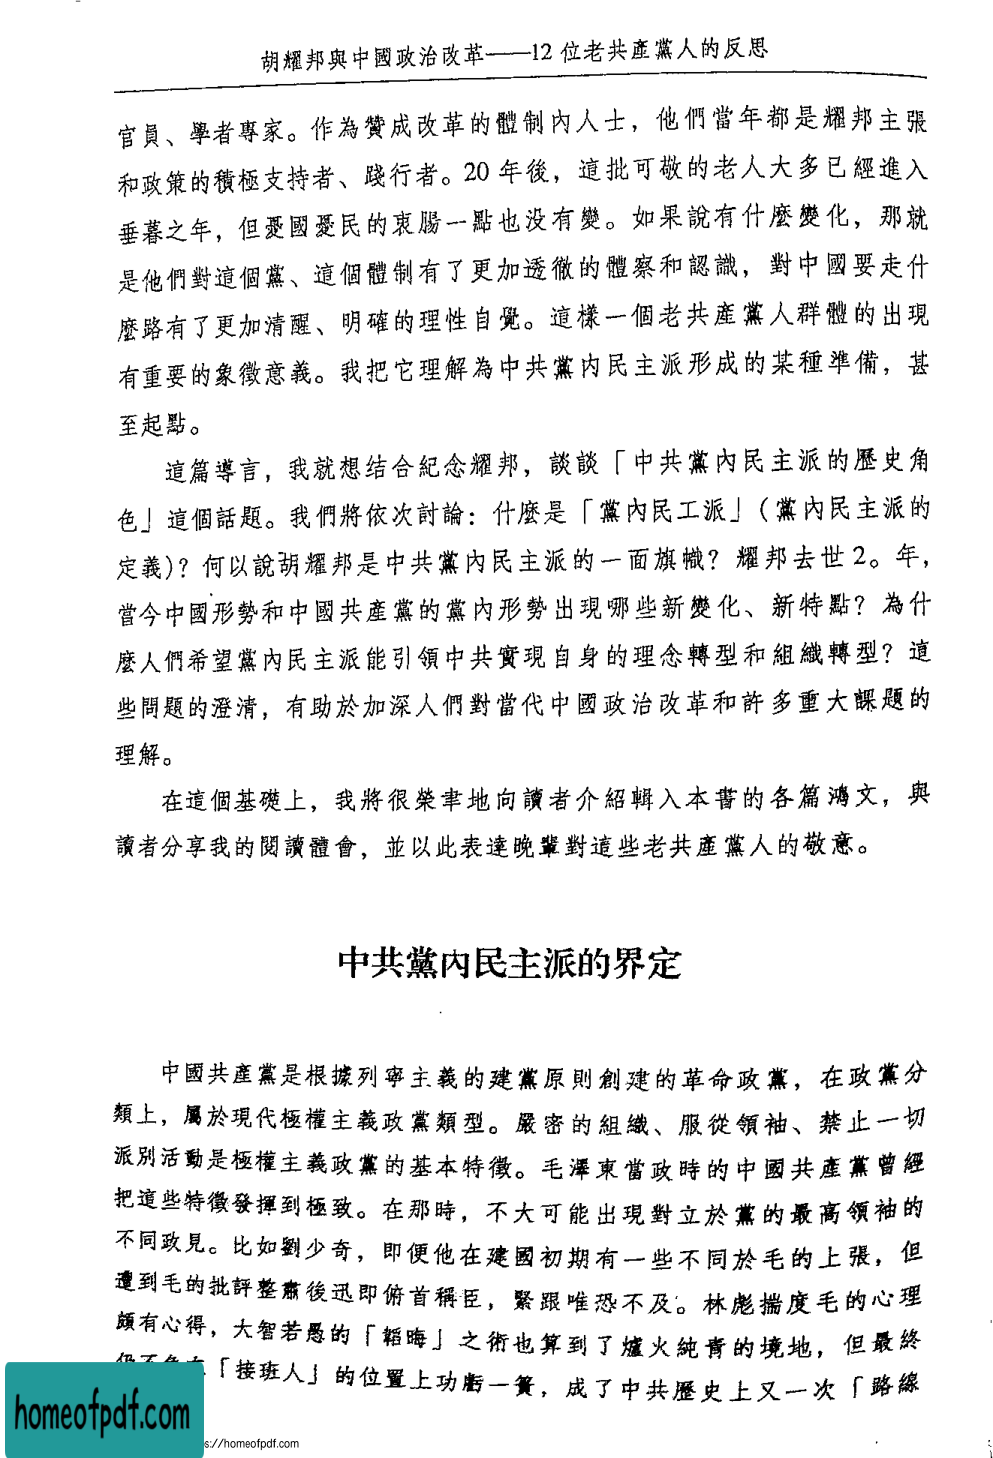 胡耀邦與中國政治改革——12 位老共產黨人的反思
官員、學者專家。作為贊成改革的體制內人士，他們當年都是耀邦主張
和政策的積極支持者、踐行者。20 年後，這批可敬的老人大多已經進入
垂暮之年，但憂國憂民的衷腸一點也没有變。如果說有什麼變化，那就
是他們對這個黨、這個體制有了更加透徹的體察和認識，對中國要走什
麼路有了更加清醒、明確的理性自覺。這樣一個老共產黨人群體的出現
有重要的象徵意義。我把它理解為中共黨内民主派形成的某種準備，甚
至起點。
這篇導言，我就想结合紀念耀邦，談談「中共黨內民主派的歷史角
色」這個話題。我們將依次討論：什麼是「黨內民工派」（黨內民主派的
定義)？何以說胡耀邦是中共黨內民主派的一面旗幟？耀邦去世 2。年，
當今中國形勢和中國共產黨的黨內形勢出現哪些新變化、新特點？為什
麼人們希望黨內民主派能引領中共實現自身的理念轉型和組織轉型？這
些問題的澄清，有助於加深人們對當代中國政治改革和許多重大課題的
理解。
在這個基礎上，我將很榮幸地向讀者介紹輯入本書的各篇鴻文，與
讀者分享我的閱讀體會，並以此表達晚輩對這些老共產黨人的敬意。
中共黨內民主派的界定
中國共產黨是根據列寧主義的建黨原則創建的革命政黨，在政黨分
類上，屬於現代極權主義政黨類型。嚴密的組織、服從領袖、禁止一切
派別活動是極權主義政黨的基本特徵。毛澤東當政時的中國共產黨曾經
把這些特徵發揮到極致。在那時，不大可能出現對立於黨的最高領袖的
不同政見。比如劉少奇，即便他在建國初期有一些不同於毛的上張，但
遭到毛的批評整肅後迅即俯首稱臣，緊跟唯恐不及。林彪揣度毛的心理
頗有心得，大智若愚的「韜晦」之術也算到了爐火純青的境地，但最終
「接班人」的位置上功虧一簣，成了中共歷史上又一次「路線
homeofpdf.com
s://homeofpdf.com